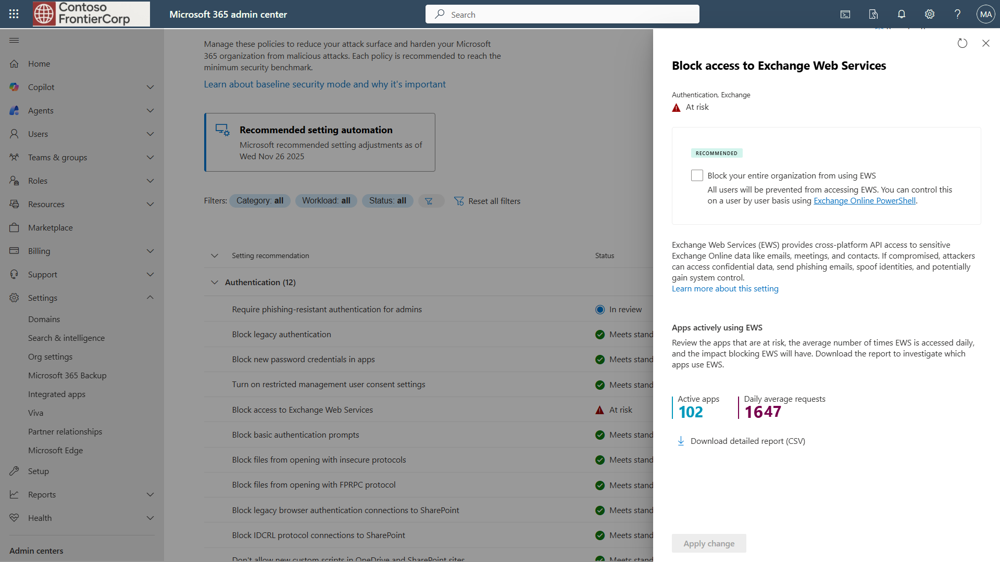 Contoso
FrontierCorp
Microsoft 365 admin center
Search
MA
Home
Copilot
Agents
Users
Teams & groups
Roles
Resources
Marketplace
Billing
Support
Settings
Domains
Search & intelligence
Org settings
Microsoft 365 Backup
Integrated apps
Viva
Partner relationships
Microsoft Edge
Setup
Reports
Health
Admin centers
Manage these policies to reduce your attack surface and harden your Microsoft
365 organization from malicious attacks. Each policy is recommended to reach the
minimum security benchmark.
Learn about baseline security mode and why it's important
Recommended setting automation
Microsoft recommended setting adjustments as of
Wed Nov 26 2025
Filters: Category: all Workload: all Status: all Reset all filters
Setting recommendation Status
Authentication (12)
Require phishing-resistant authentication for admins In review
Block legacy authentication Meets stand
Block new password credentials in apps Meets stand
Turn on restricted management user consent settings Meets stand
Block access to Exchange Web Services At risk
Block basic authentication prompts Meets stand
Block files from opening with insecure protocols Meets stand
Block files from opening with FPRPC protocol Meets stand
Block legacy browser authentication connections to SharePoint Meets stand
Block IDCRL protocol connections to SharePoint Meets stand
Don't allow new custom scripts in OneDrive and SharePoint sites Meets stand
Block access to Exchange Web Services
Authentication, Exchange
At risk
RECOMMENDED
Block your entire organization from using EWS
All users will be prevented from accessing EWS. You can control this
on a user by user basis using Exchange Online PowerShell.
Exchange Web Services (EWS) provides cross-platform API access to sensitive
Exchange Online data like emails, meetings, and contacts. If compromised, attackers
can access confidential data, send phishing emails, spoof identities, and potentially
gain system control.
Learn more about this setting
Apps actively using EWS
Review the apps that are at risk, the average number of times EWS is accessed daily,
and the impact blocking EWS will have. Download the report to investigate which
apps use EWS.
Active apps
102
Daily average requests
1647
Download detailed report (CSV)
Apply change